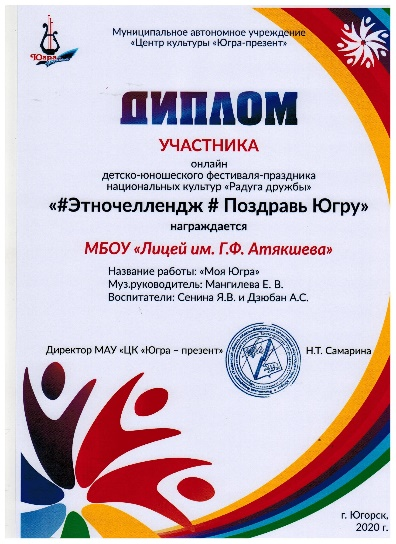 Муниципальное автономное учреждение
«Центр культуры «Югра-презент»
Югра
ДИПЛОМ
УЧАСТНИКА
онлайн
детско-юношеского фестиваля-праздника
национальных культур «Радуга дружбы»
«#Этночеллендж # Поздравь Югру»
награждается
МБОУ «Лицей им. Г.Ф. Атякшева»
Название работы: «Моя Югра»
Муз.руководитель: Мангилева Е. В.
Воспитатели: Сенина Я.В. и Дзюбан А.С.
Директор МАУ «ЦК «Югра – презент»
Н.Т. Самарина
г. Югорск,
2020 г.